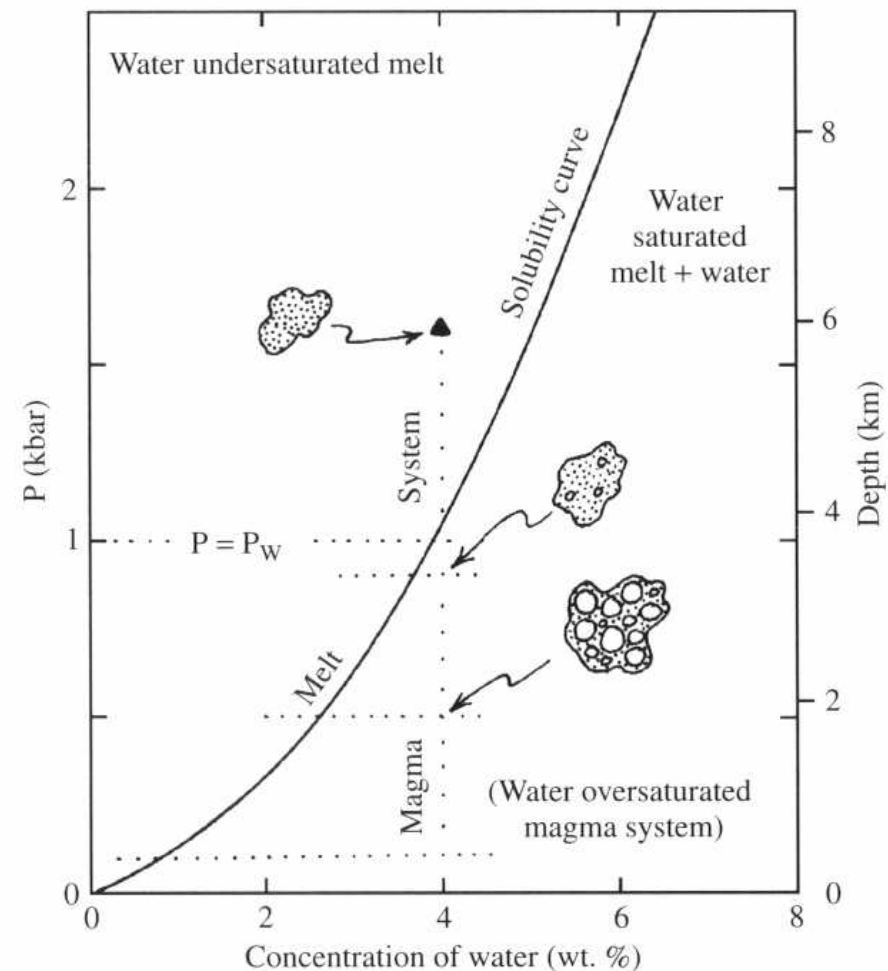 Water undersaturated melt
Solubility curve
Water
saturated
melt + water
System
P = P_W
Melt
Magma
(Water oversaturated
magma system)
P (kbar)
2
1
0
Depth (km)
8
6
4
2
0
0 2 4 6 8
Concentration of water (wt. %)